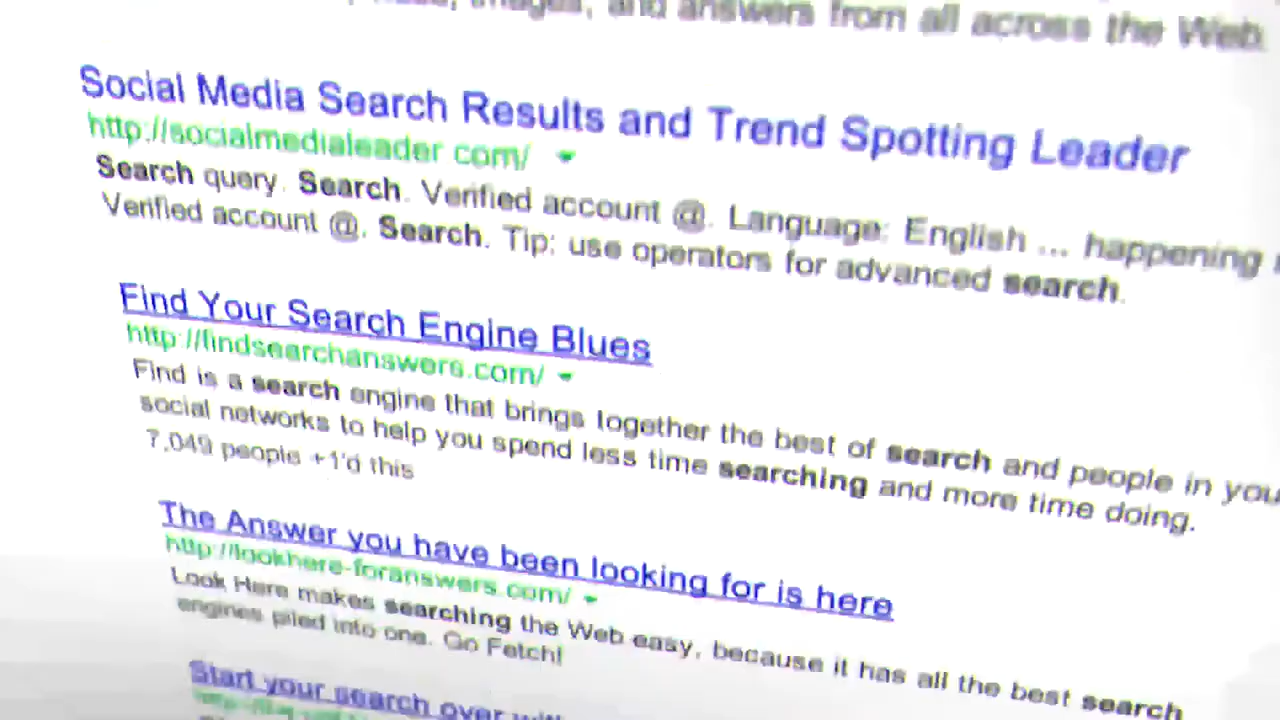 and answers from all across the Web.
Social Media Search Results and Trend Spotting Leader
http://socialmedialeader.com/
Search query. Search. Verified account @. Language: English ... happening
Verified account @. Search. Tip: use operators for advanced search.
Find Your Search Engine Blues
http://findsearchanswers.com/
Find is a search engine that brings together the best of search and people in you
social networks to help you spend less time searching and more time doing.
7,049 people +1'd this
The Answer you have been looking for is here
http://lookhere-foranswers.com/
Look Here makes searching the Web easy, because it has all the best search
engines piled into one. Go Fetch!
Start your search over with